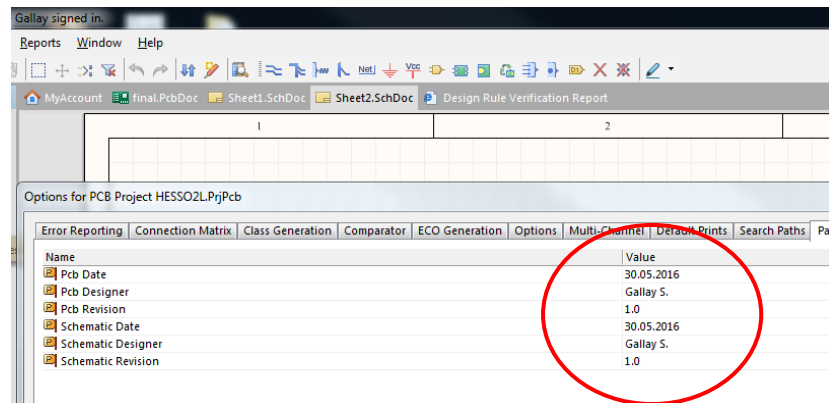 Gallay signed in.
Reports Window Help
Net Vcc D1
MyAccount final.PcbDoc Sheet1.SchDoc Sheet2.SchDoc Design Rule Verification Report
1 2
Options for PCB Project HESSO2L.PrjPcb
Error Reporting Connection Matrix Class Generation Comparator ECO Generation Options Multi-Channel Default Prints Search Paths Pa
Name Value
Pcb Date 30.05.2016
Pcb Designer Gallay S.
Pcb Revision 1.0
Schematic Date 30.05.2016
Schematic Designer Gallay S.
Schematic Revision 1.0